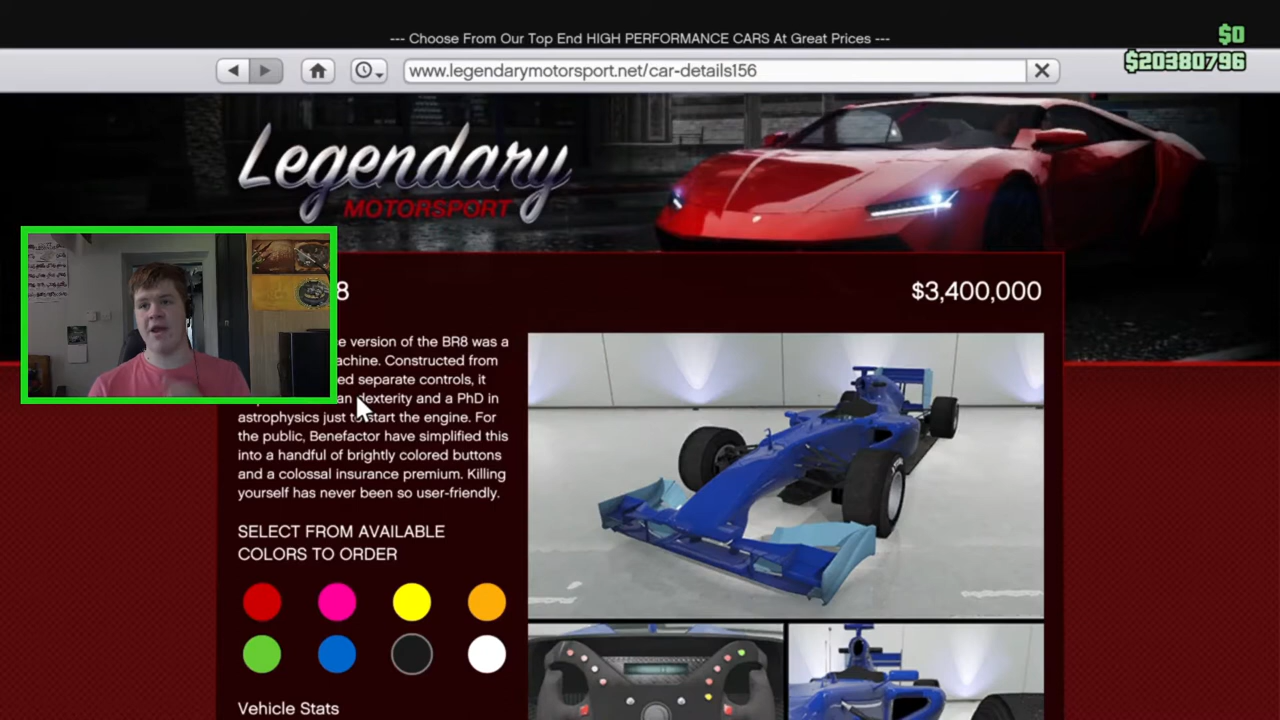 --- Choose From Our Top End HIGH PERFORMANCE CARS At Great Prices ---
$0
$20380796
www.legendarymotorsport.net/car-details156
Legendary
MOTORSPORT
8
$3,400,000
e version of the BR8 was a
achine. Constructed from
ed separate controls, it
an dexterity and a PhD in
astrophysics just to start the engine. For
the public, Benefactor have simplified this
into a handful of brightly colored buttons
and a colossal insurance premium. Killing
yourself has never been so user-friendly.
SELECT FROM AVAILABLE
COLORS TO ORDER
Vehicle Stats